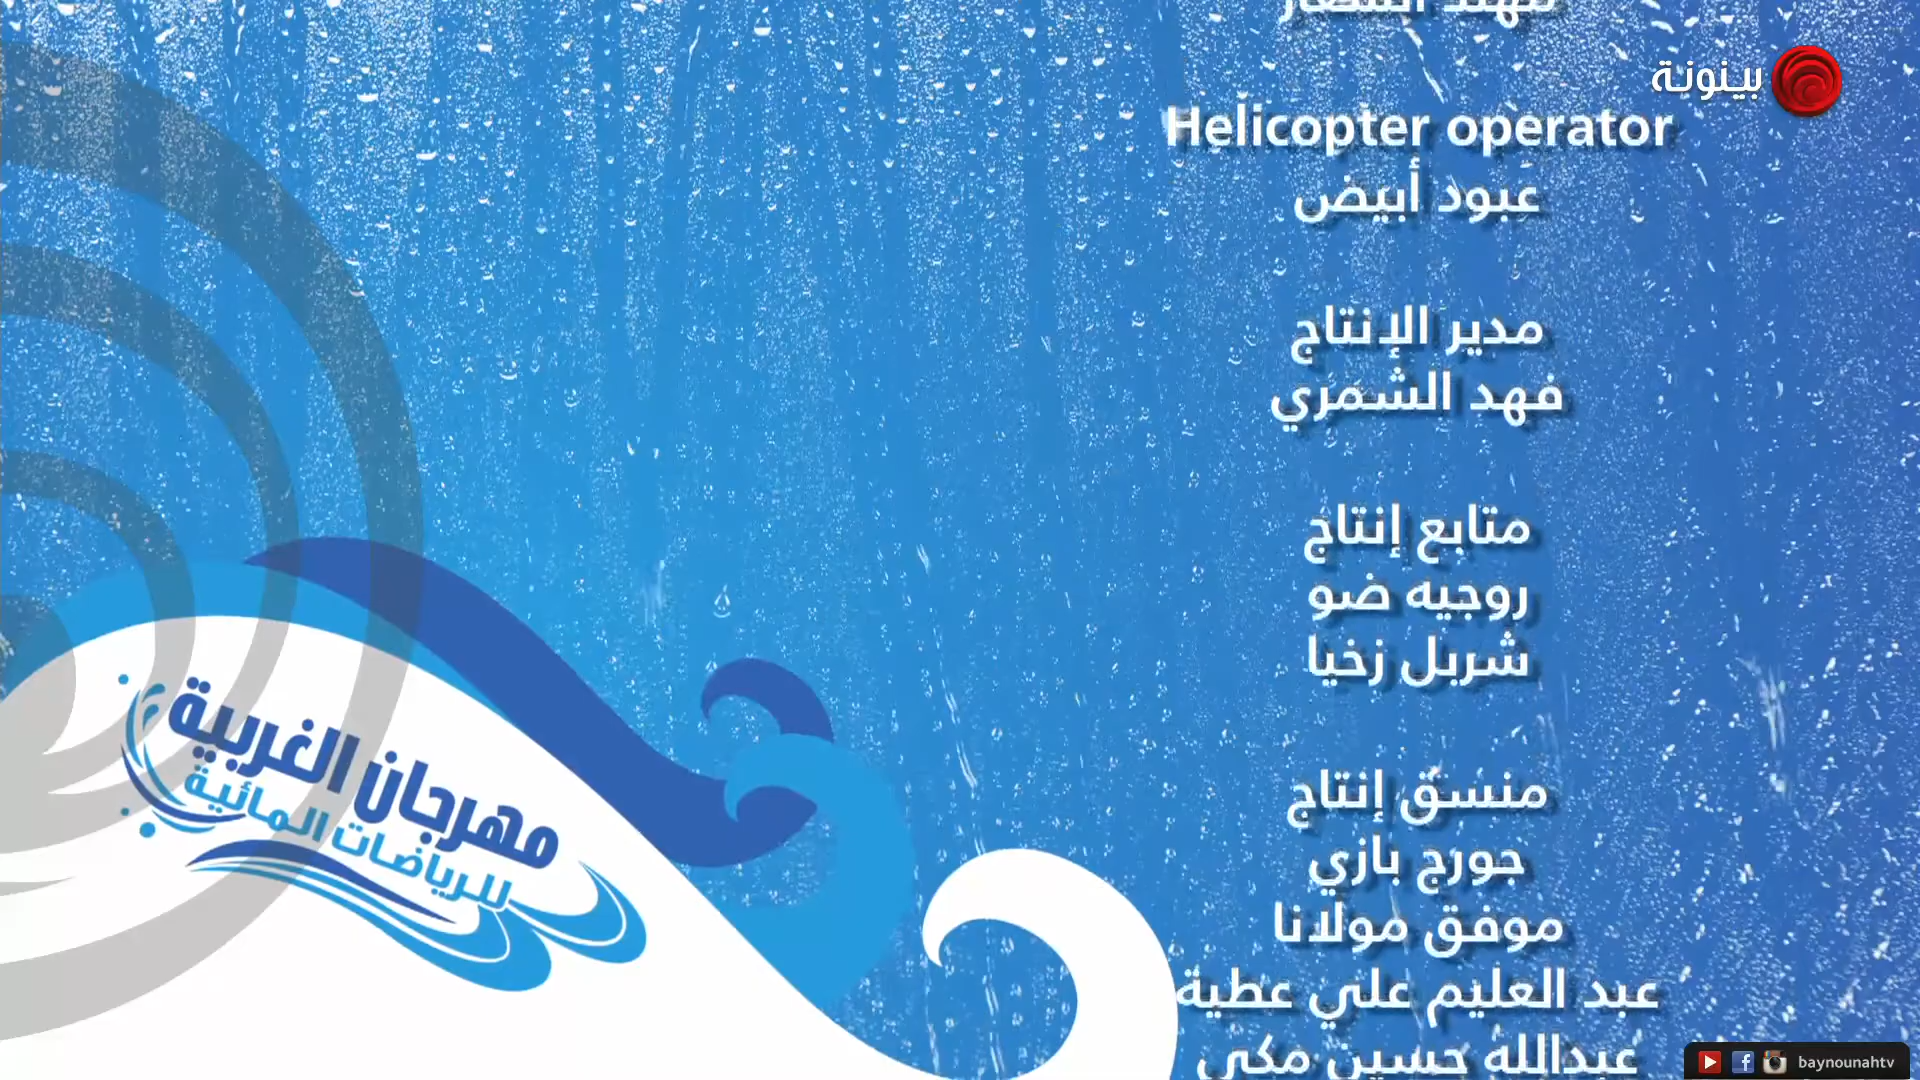 بينونة
Helicopter operator
عبود أبيض
مدير الإنتاج
فهد الشمري
متابع إنتاج
روجيه ضو
شربل زخيا
منسق إنتاج
جورج بازي
موفق مولانا
عبد العليم علي عطية
عبدالله حسين مكي
مهرجان الغربية
للرياضات المائية
baynounahtv